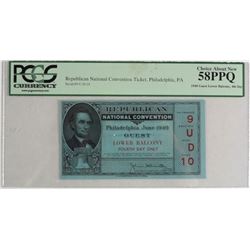 PCGS
CURRENCY
Republican National Convention Ticket, Philadelphia, PA
Choice About New
58PPQ
1940 Guest Lower Balcony, 4th Day
REPUBLICAN
NATIONAL CONVENTION
Philadelphia, June 1940
GUEST
LOWER BALCONY
FOURTH DAY ONLY
9
U
D
10